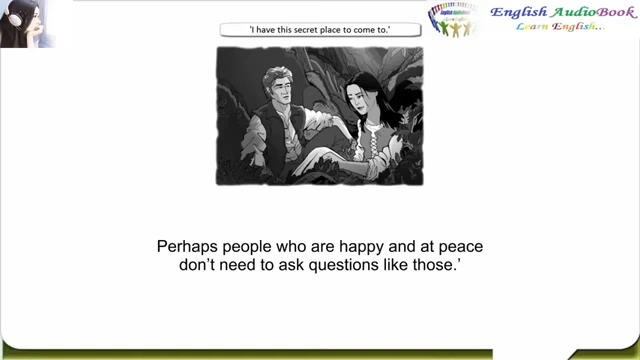 'I have this secret place to come to.'
English AudioBook
Learn English...
Perhaps people who are happy and at peace
don't need to ask questions like those.'